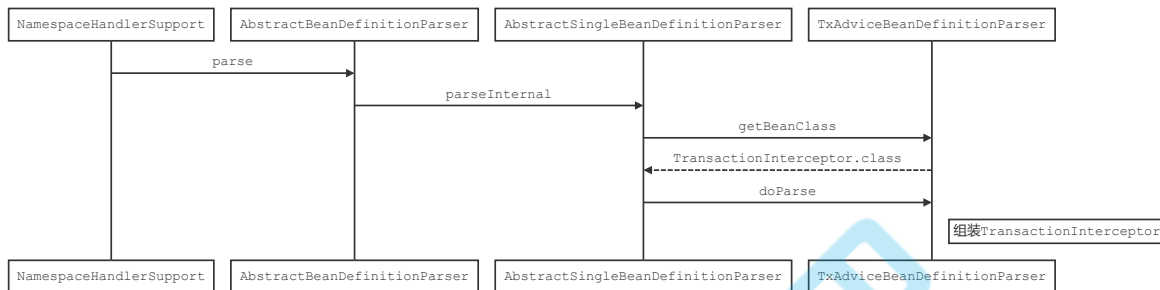 NamespaceHandlerSupport
AbstractBeanDefinitionParser
AbstractSingleBeanDefinitionParser
TxAdviceBeanDefinitionParser
parse
parseInternal
getBeanClass
TransactionInterceptor.class
doParse
组装TransactionInterceptor
NamespaceHandlerSupport
AbstractBeanDefinitionParser
AbstractSingleBeanDefinitionParser
TxAdviceBeanDefinitionParser